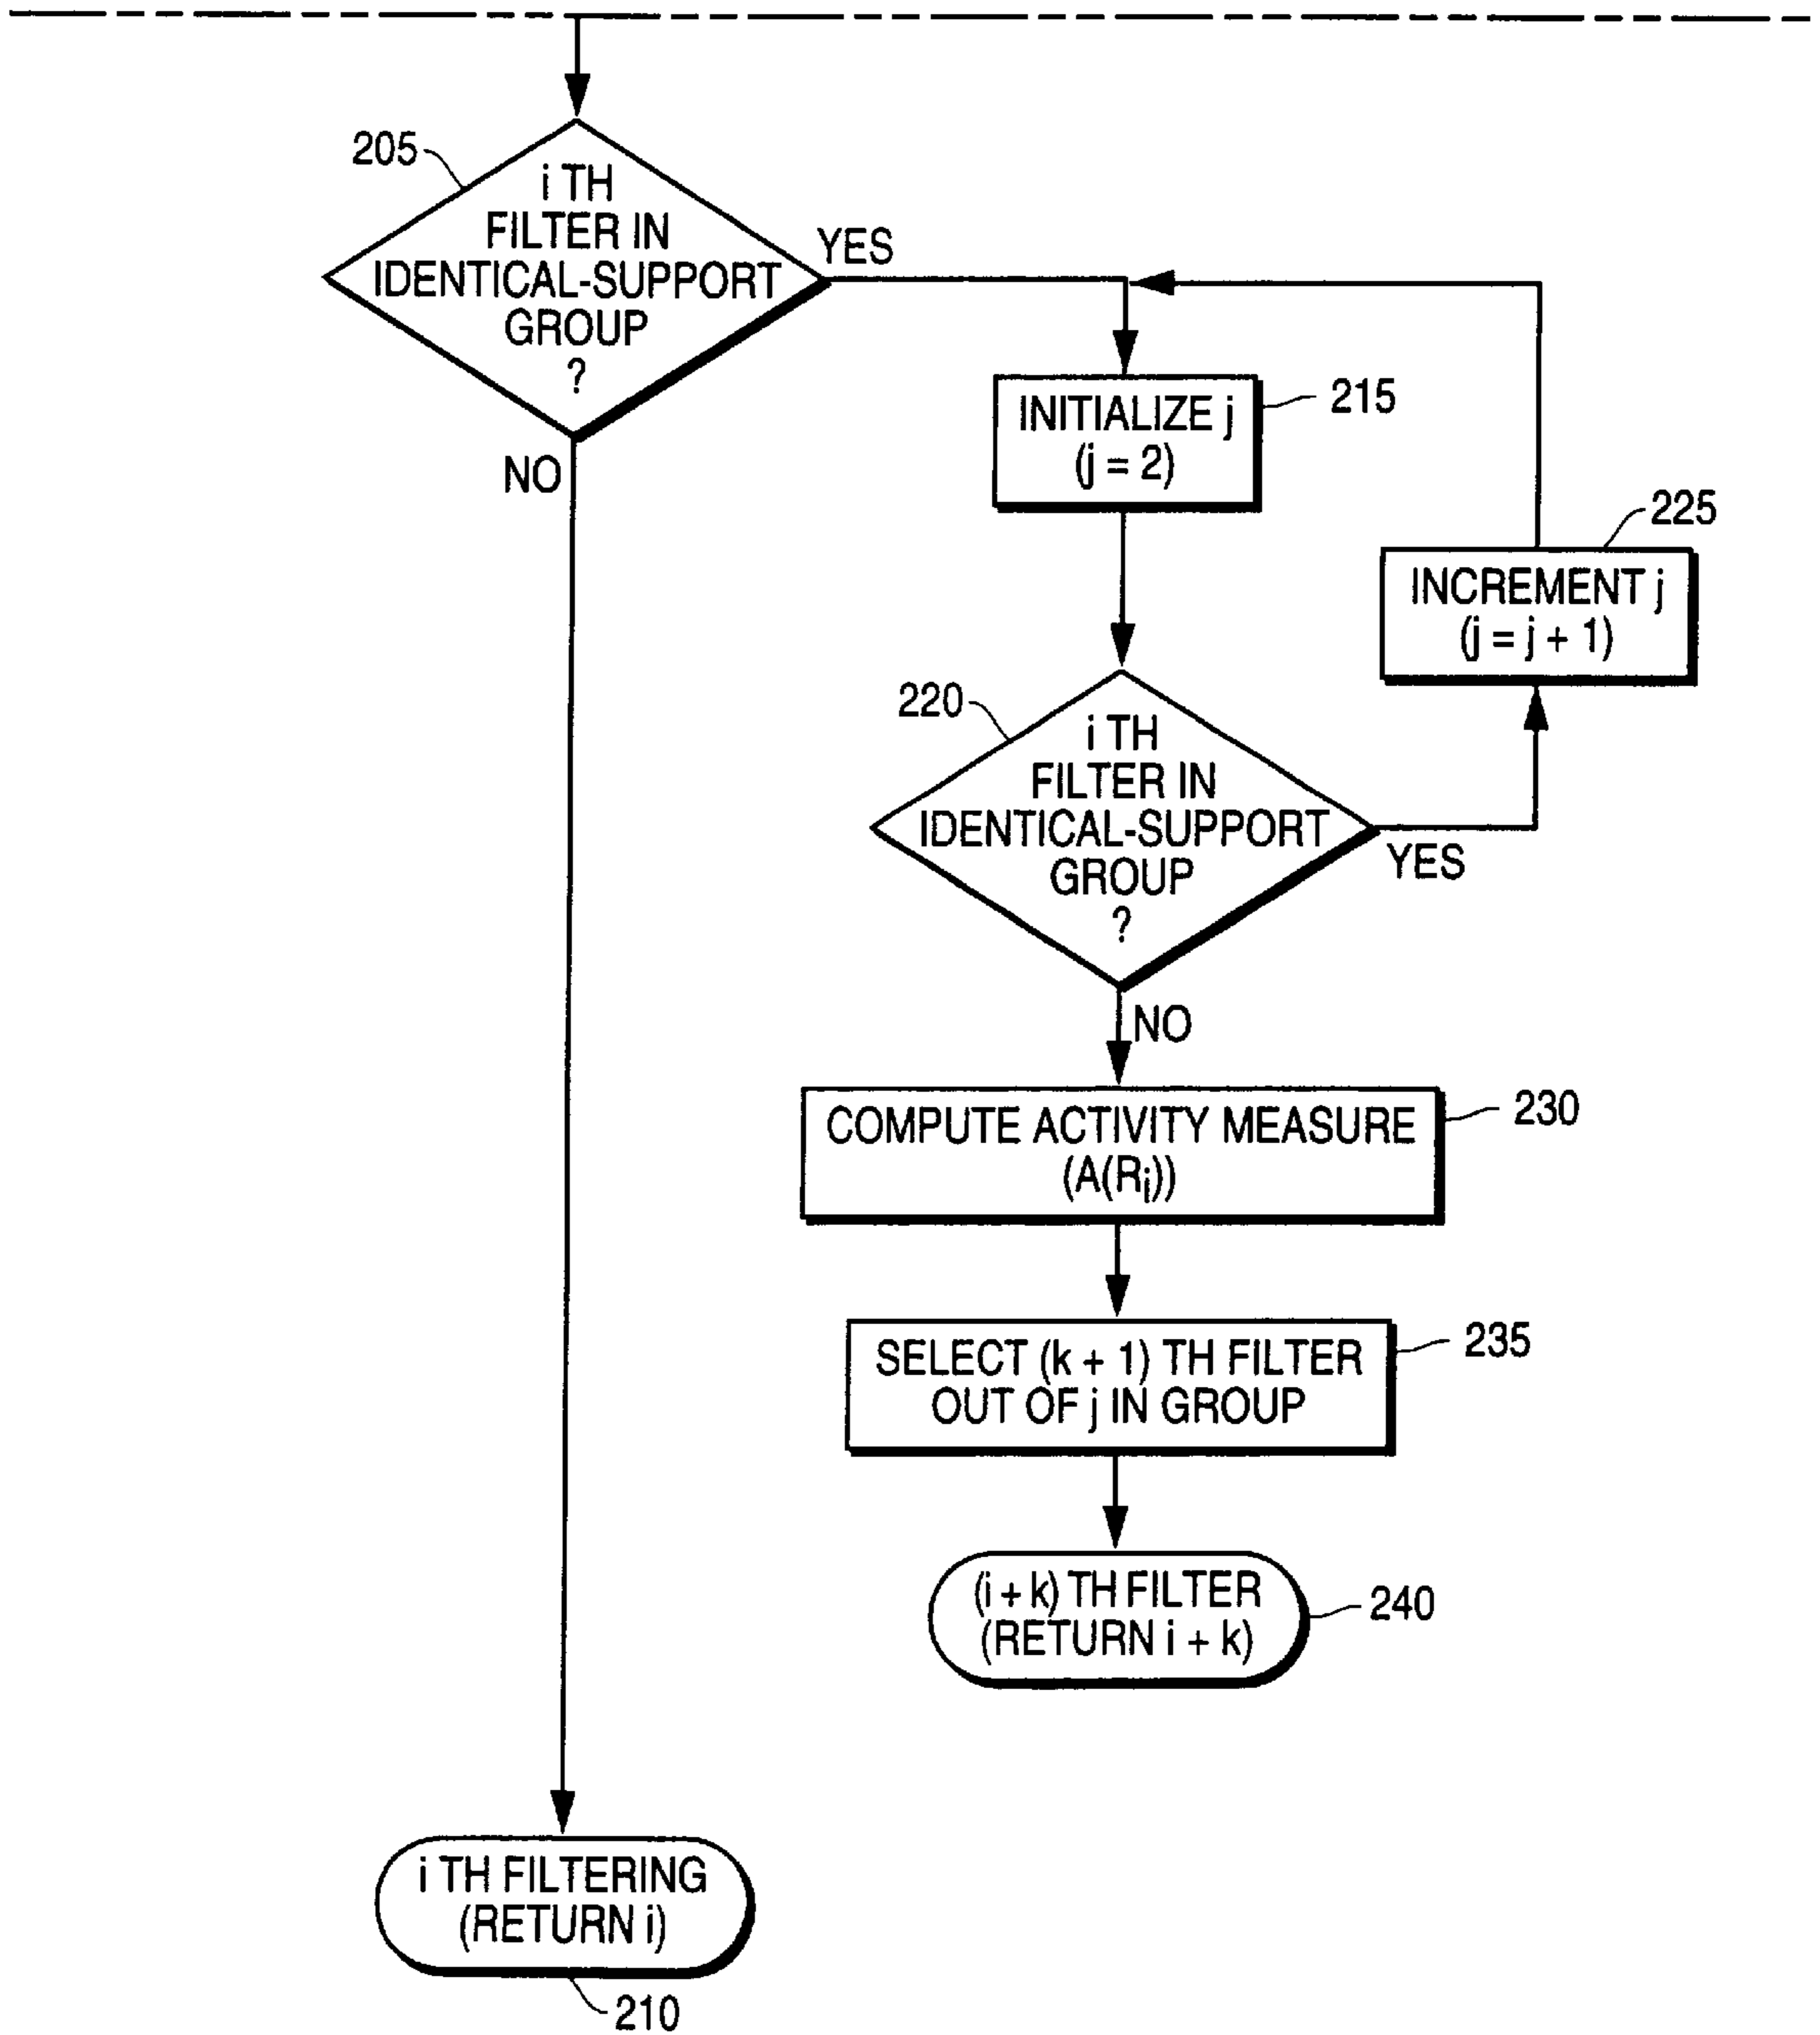 205
i TH
FILTER IN
IDENTICAL-SUPPORT
GROUP
?
YES
NO
INITIALIZE j
(j = 2)
215
225
INCREMENT j
(j = j + 1)
220
i TH
FILTER IN
IDENTICAL-SUPPORT
GROUP
?
YES
NO
COMPUTE ACTIVITY MEASURE
(A(Ri))
230
SELECT (k + 1) TH FILTER
OUT OF j IN GROUP
235
(i + k) TH FILTER
(RETURN i + k)
240
i TH FILTERING
(RETURN i)
210